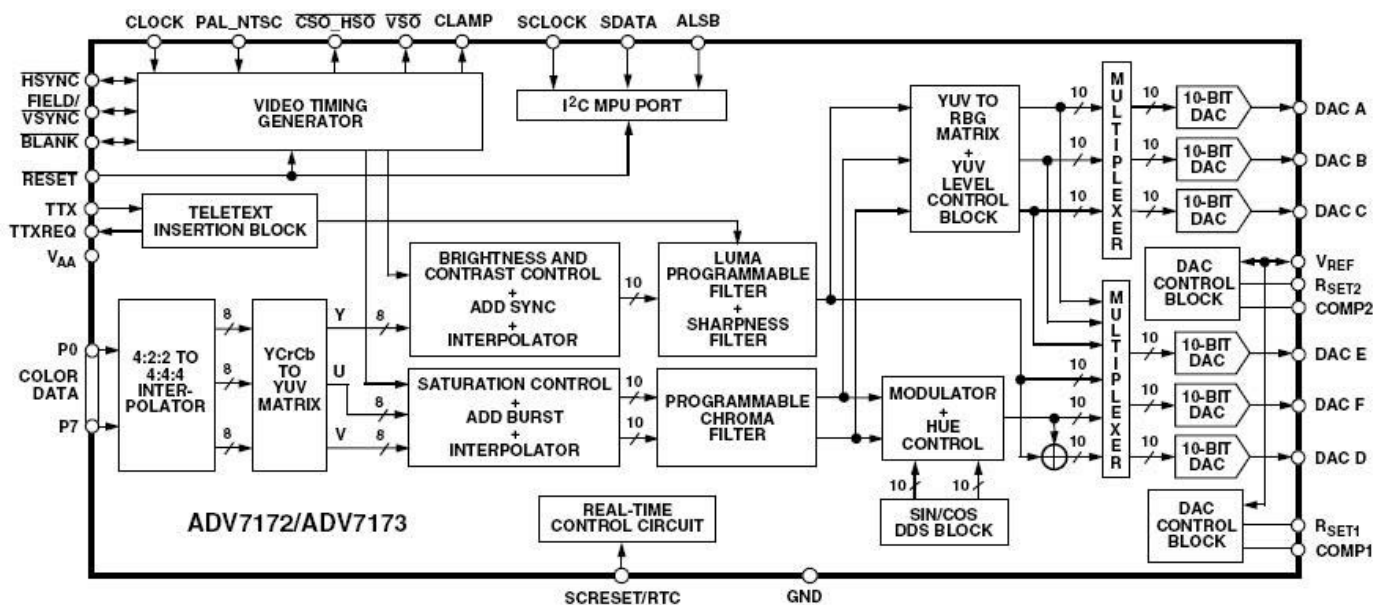 CLOCK PAL_NTSC CSO_HSO VSO CLAMP SCLOCK SDATA ALSB
HSYNC
FIELD/
VSYNC
BLANK
RESET
TTX
TTXREQ
VAA
P0
COLOR
DATA
P7
VIDEO TIMING
GENERATOR
I2C MPU PORT
TELETEXT
INSERTION BLOCK
4:2:2 TO
4:4:4
INTER-
POLATOR
8
8
8
YCrCb
TO
YUV
MATRIX
Y
U
V
8
8
8
BRIGHTNESS AND
CONTRAST CONTROL
+
ADD SYNC
+
INTERPOLATOR
10
SATURATION CONTROL
+
ADD BURST
+
INTERPOLATOR
10
10
LUMA
PROGRAMMABLE
FILTER
+
SHARPNESS
FILTER
PROGRAMMABLE
CHROMA
FILTER
YUV TO
RBG
MATRIX
+
YUV
LEVEL
CONTROL
BLOCK
10
10
10
MULTIPLEXER
10
10
10
10-BIT
DAC
10-BIT
DAC
10-BIT
DAC
DAC A
DAC B
DAC C
DAC
CONTROL
BLOCK
VREF
RSET2
COMP2
MODULATOR
+
HUE
CONTROL
10
10
SIN/COS
DDS BLOCK
10
10
10
MULTIPLEXER
10
10
10
10-BIT
DAC
10-BIT
DAC
10-BIT
DAC
DAC E
DAC F
DAC D
DAC
CONTROL
BLOCK
RSET1
COMP1
REAL-TIME
CONTROL CIRCUIT
ADV7172/ADV7173
SCRESET/RTC
GND